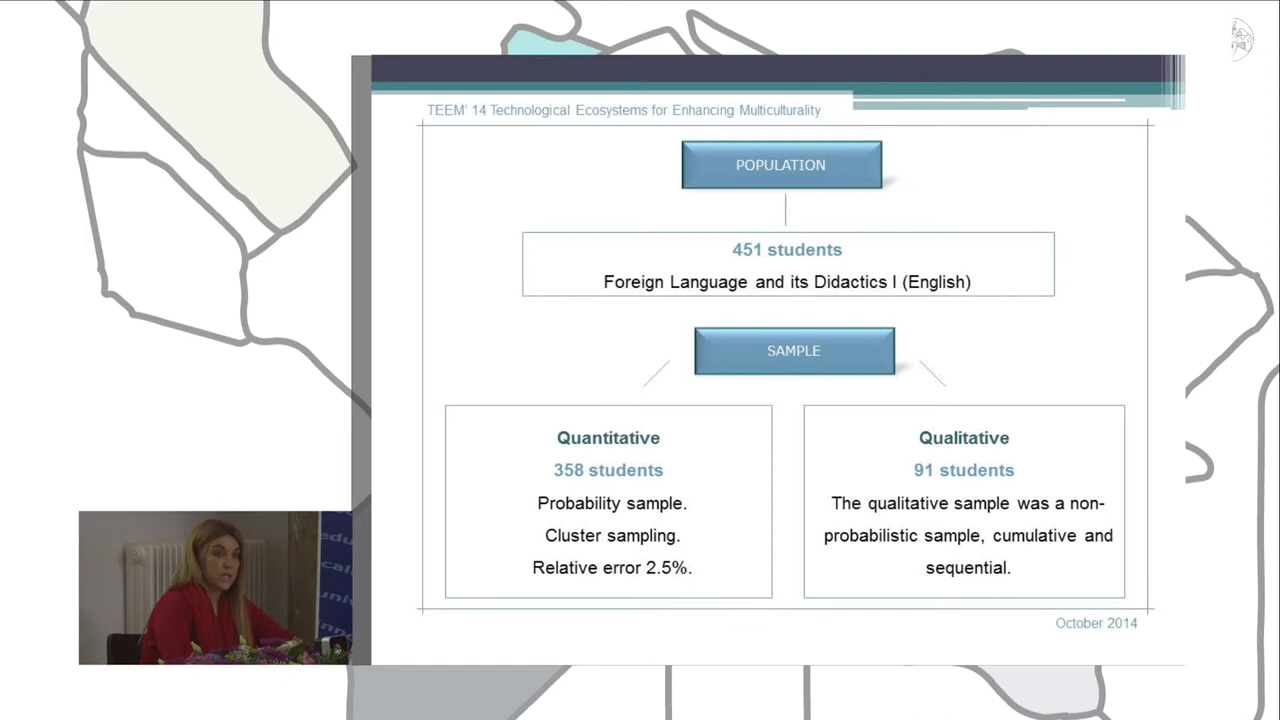 TEEM' 14 Technological Ecosystems for Enhancing Multiculturality
POPULATION
451 students
Foreign Language and its Didactics I (English)
SAMPLE
Quantitative
358 students
Probability sample.
Cluster sampling.
Relative error 2.5%.
Qualitative
91 students
The qualitative sample was a non-
probabilistic sample, cumulative and
sequential.
October 2014